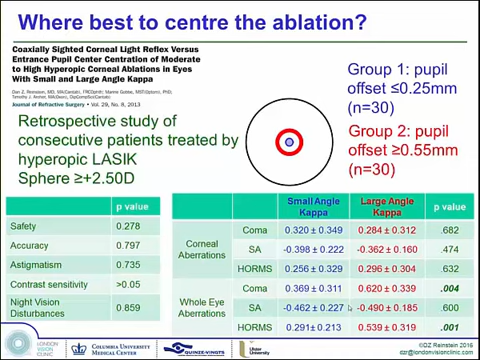 Where best to centre the ablation?
Coaxially Sighted Corneal Light Reflex Versus
Entrance Pupil Center Centration of Moderate
to High Hyperopic Corneal Ablations in Eyes
With Small and Large Angle Kappa
Journal of Refractive Surgery • Vol. 29, No. 8, 2013
Retrospective study of
consecutive patients treated by
hyperopic LASIK
Sphere ≥+2.50D
Group 1: pupil
offset ≤0.25mm
(n=30)
Group 2: pupil
offset ≥0.55mm
(n=30)
p value
Safety 0.278
Accuracy 0.797
Astigmatism 0.735
Contrast sensitivity >0.05
Night Vision
Disturbances 0.859
Small Angle
Kappa
Large Angle
Kappa
p value
Corneal
Aberrations
Coma 0.320 ± 0.349 0.284 ± 0.312 .682
SA -0.398 ± 0.222 -0.362 ± 0.160 .474
HORMS 0.256 ± 0.329 0.296 ± 0.304 .632
Whole Eye
Aberrations
Coma 0.369 ± 0.311 0.620 ± 0.339 .004
SA -0.462 ± 0.227 -0.490 ± 0.185 .600
HORMS 0.291± 0.213 0.539 ± 0.319 .001
LONDON
VISION
CLINIC
COLUMBIA UNIVERSITY
MEDICAL CENTER
QUINZE-VINGTS
Ulster
University
©DZ Reinstein 2016
dzr@londonvisionclinic.com